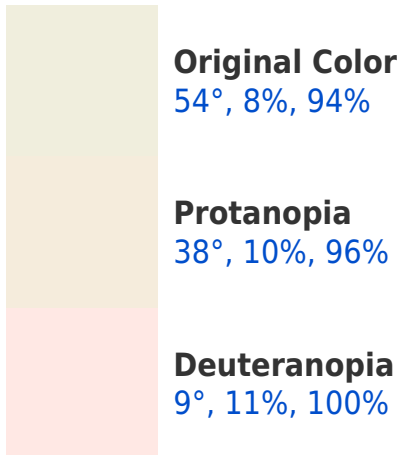 Original Color
54°, 8%, 94%
Protanopia
38°, 10%, 96%
Deuteranopia
9°, 11%, 100%